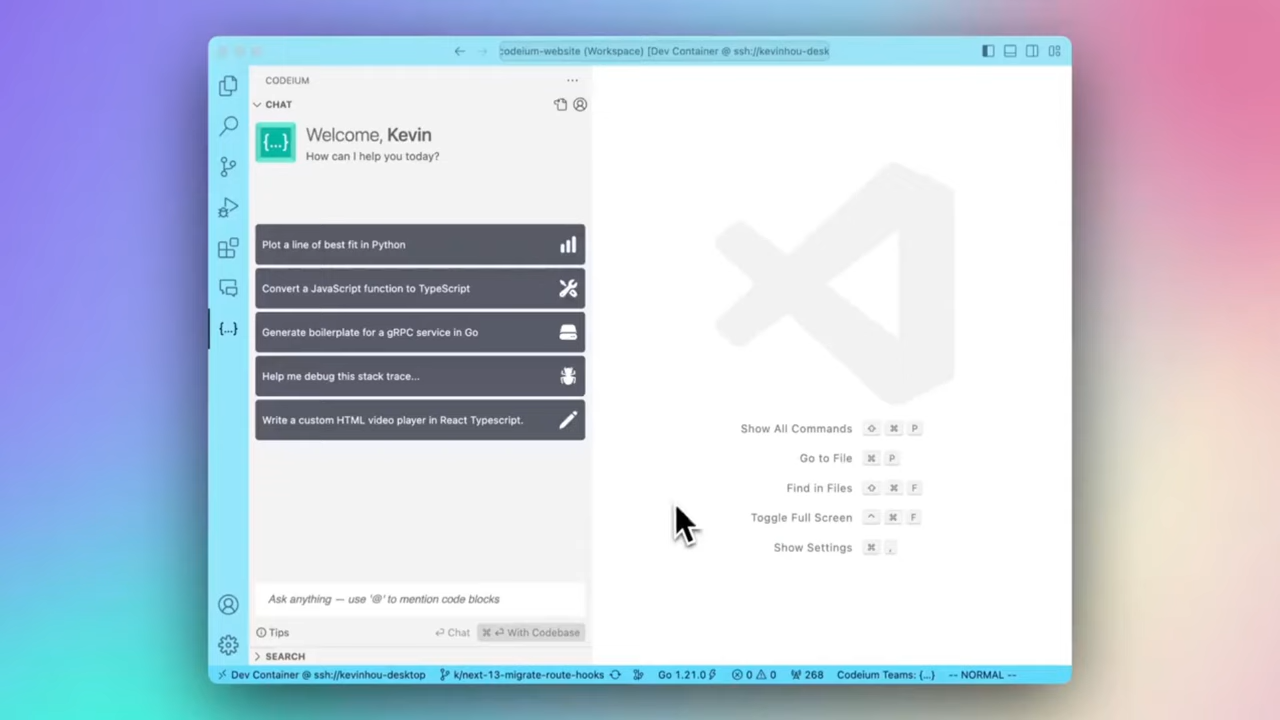 codeium-website (Workspace) [Dev Container @ ssh://kevinhou-desk
CODEIUM
CHAT
{...}
Welcome, Kevin
How can I help you today?
Plot a line of best fit in Python
Convert a JavaScript function to TypeScript
Generate boilerplate for a gRPC service in Go
Help me debug this stack trace...
Write a custom HTML video player in React Typescript.
{...}
Show All Commands ⇧ ⌘ P
Go to File ⌘ P
Find in Files ⇧ ⌘ F
Toggle Full Screen ^ ⌘ F
Show Settings ⌘ ,
Ask anything — use '@' to mention code blocks
Tips
⏎ Chat
⌘ ⏎ With Codebase
SEARCH
Dev Container @ ssh://kevinhou-desktop k/next-13-migrate-route-hooks Go 1.21.0 0 0 268 Codeium Teams: {...} -- NORMAL --